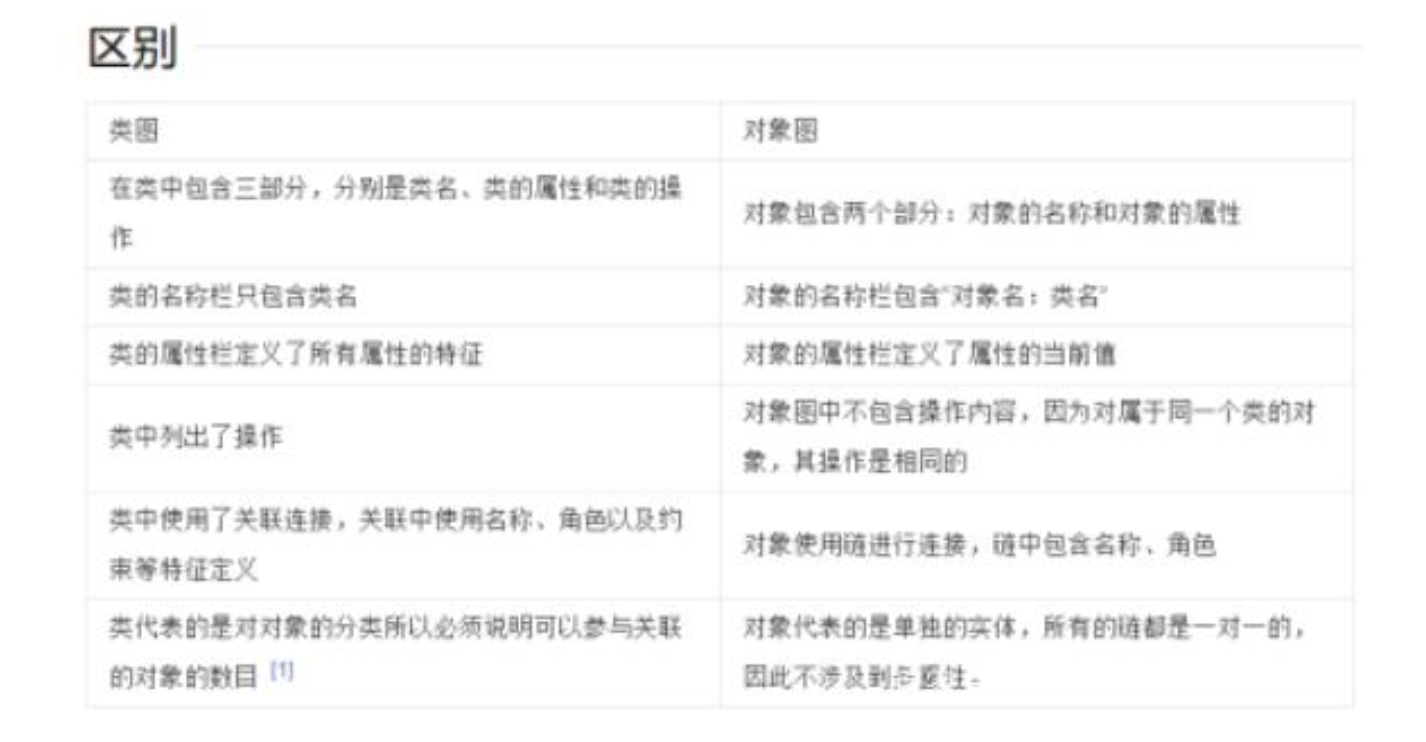 区别
类图
对象图
在类中包含三部分，分别是类名、类的属性和类的操
作
对象包含两个部分：对象的名称和对象的属性
类的名称栏只包含类名
对象的名称栏包含“对象名：类名”
类的属性栏定义了所有属性的特征
对象的属性栏定义了属性的当前值
类中列出了操作
对象图中不包含操作内容，因为对属于同一个类的对
象，其操作是相同的
类中使用了关联连接，关联中使用名称、角色以及约
束等特征定义
对象使用链进行连接，链中包含名称、角色
类代表的是对对象的分类所以必须说明可以参与关联
的对象的数目 [1]
对象代表的是单独的实体，所有的链都是一对一的，
因此不涉及到多重性。